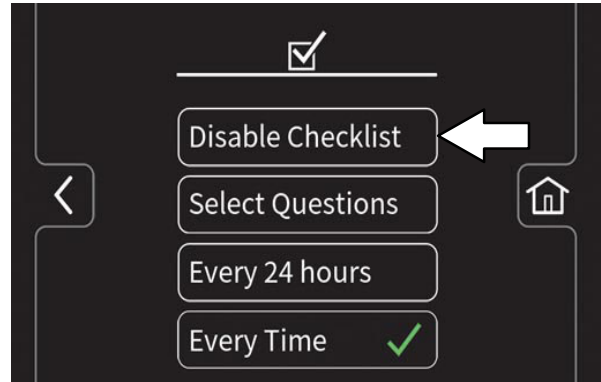 Disable Checklist
Select Questions
Every 24 hours
Every Time